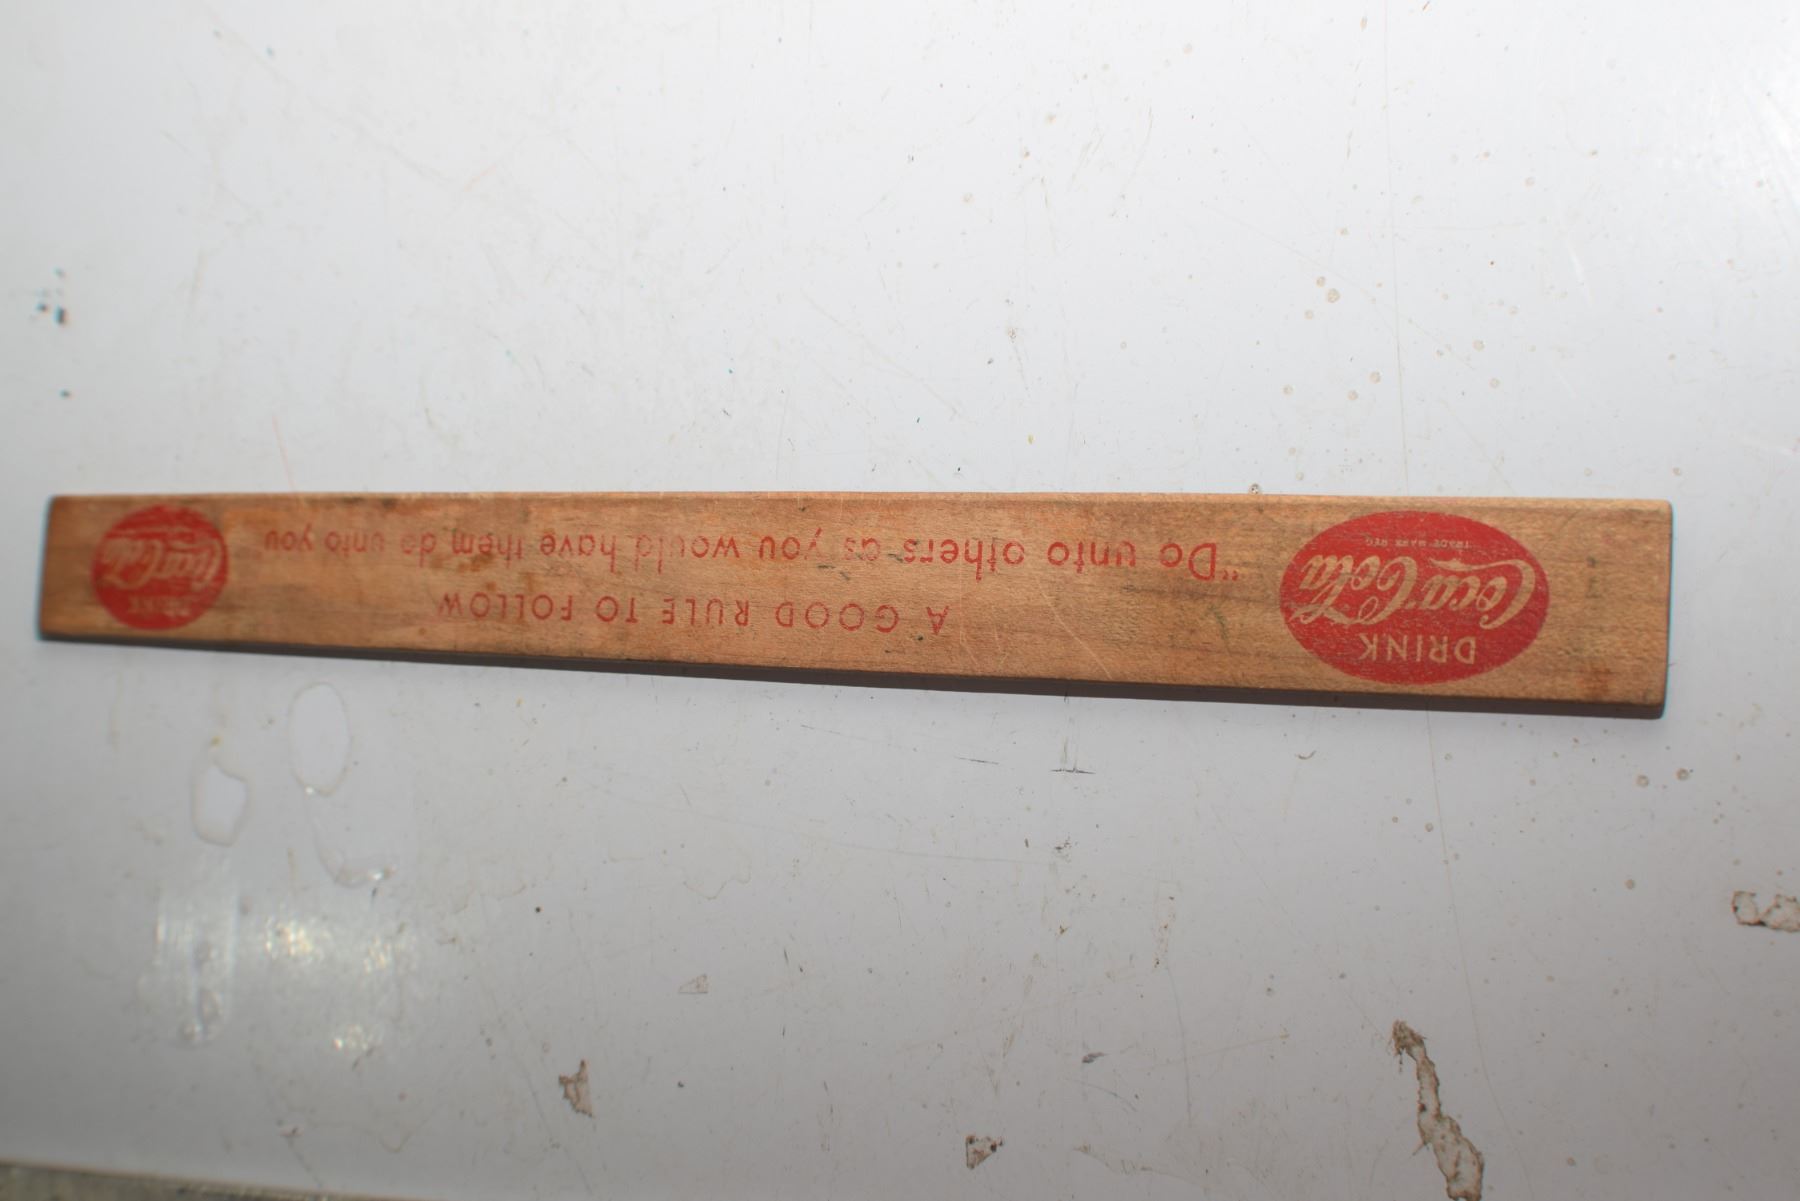 DRINK
Coca-Cola
TRADE MARK REG
A GOOD RULE TO FOLLOW
"Do unto others as you would have them do unto you"
DRINK
Coca-Cola